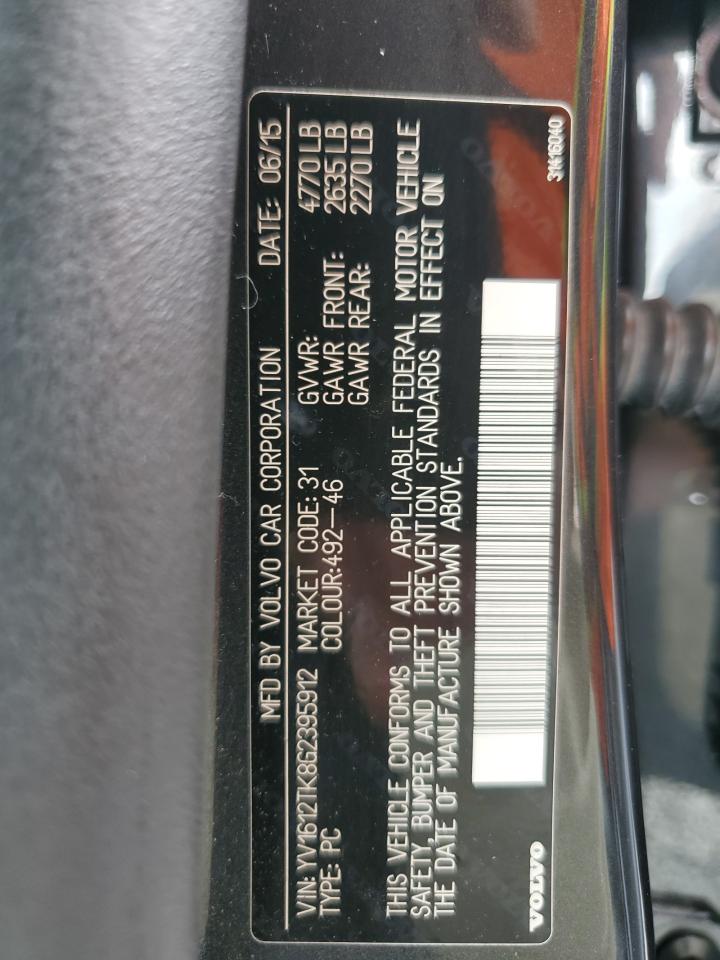 MFD BY VOLVO CAR CORPORATION DATE: 06/15
VIN: YV1612TK8G2395912 MARKET CODE: 31 GVWR: 4770 LB
TYPE: PC COLOUR:492—46 GAWR FRONT: 2635 LB
GAWR REAR: 2270 LB
THIS VEHICLE CONFORMS TO ALL APPLICABLE FEDERAL MOTOR VEHICLE
SAFETY, BUMPER AND THEFT PREVENTION STANDARDS IN EFFECT ON
THE DATE OF MANUFACTURE SHOWN ABOVE.
VOLVO 31416040